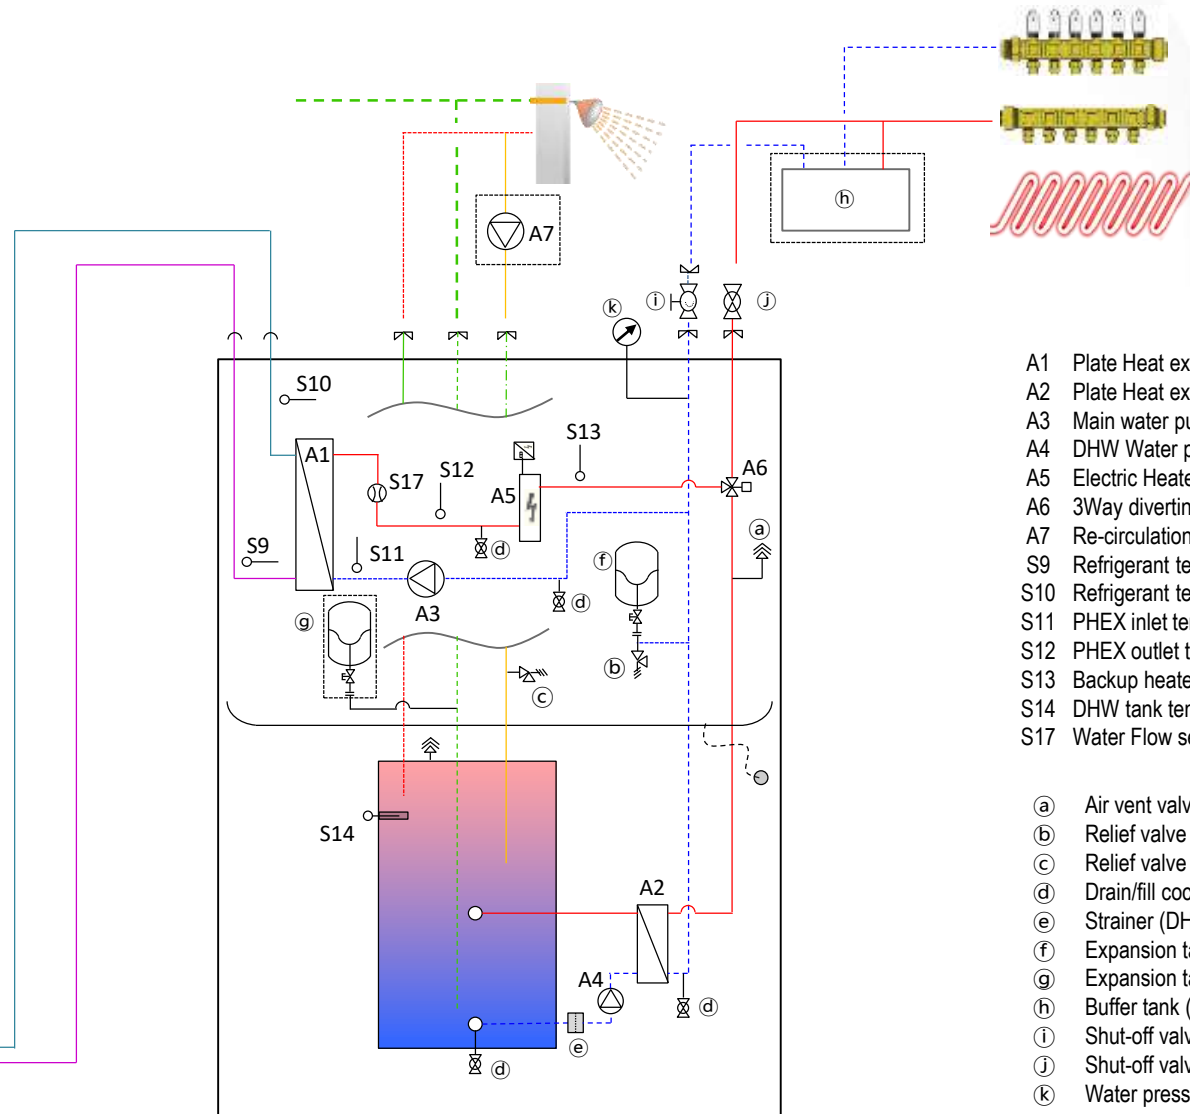 h
A7
i
j
k
S10
S13
A1
S17
S12
A5
A6
a
S9
S11
d
f
A3
d
g
b
c
S14
A2
A4
d
e
d
A1 Plate Heat ex
A2 Plate Heat ex
A3 Main water pu
A4 DHW Water p
A5 Electric Heate
A6 3Way divertin
A7 Re-circulation
S9 Refrigerant te
S10 Refrigerant te
S11 PHEX inlet te
S12 PHEX outlet t
S13 Backup heate
S14 DHW tank ter
S17 Water Flow se
a Air vent valv
b Relief valve
c Relief valve
d Drain/fill coc
e Strainer (DH
f Expansion ta
g Expansion ta
h Buffer tank (
i Shut-off valv
j Shut-off valv
k Water press